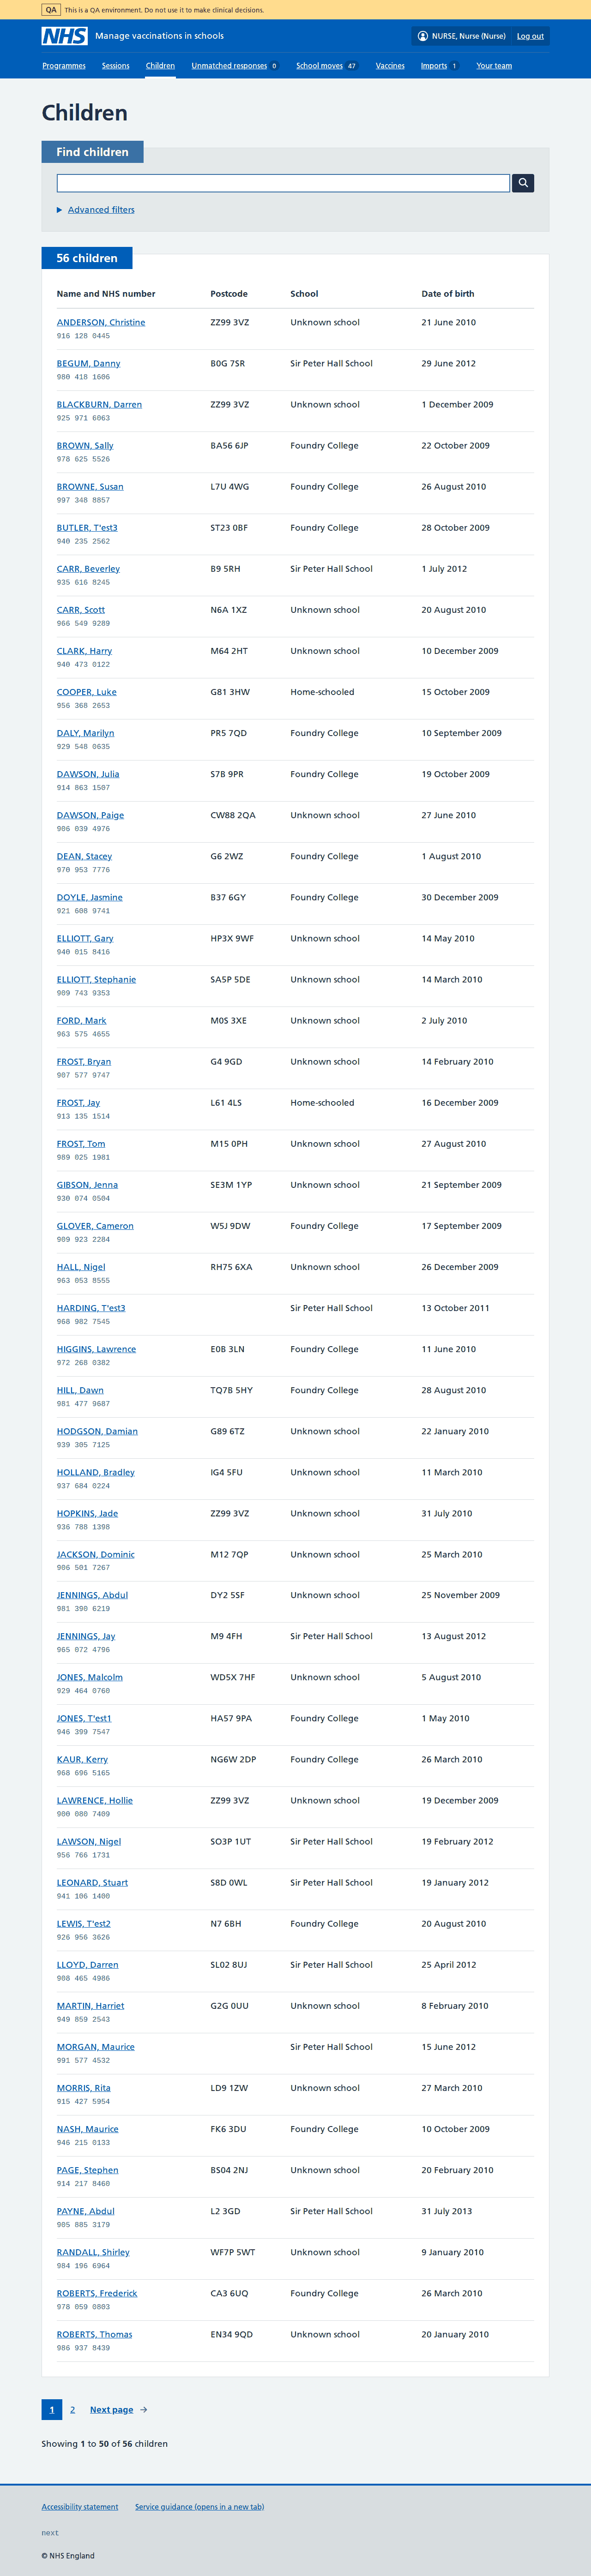 QA This is a QA environment. Do not use it to make clinical decisions.
NHS Manage vaccinations in schools NURSE, Nurse (Nurse) Log out
Programmes Sessions Children Unmatched responses 0 School moves 47 Vaccines Imports 1 Your team
Children
Find children
Advanced filters
56 children
Name and NHS number Postcode School Date of birth
ANDERSON, Christine ZZ99 3VZ Unknown school 21 June 2010
916 128 0445
BEGUM, Danny B0G 7SR Sir Peter Hall School 29 June 2012
980 418 1606
BLACKBURN, Darren ZZ99 3VZ Unknown school 1 December 2009
925 971 6063
BROWN, Sally BA56 6JP Foundry College 22 October 2009
978 625 5526
BROWNE, Susan L7U 4WG Foundry College 26 August 2010
997 348 8857
BUTLER, T'est3 ST23 0BF Foundry College 28 October 2009
940 235 2562
CARR, Beverley B9 5RH Sir Peter Hall School 1 July 2012
935 616 8245
CARR, Scott N6A 1XZ Unknown school 20 August 2010
966 549 9289
CLARK, Harry M64 2HT Unknown school 10 December 2009
940 473 0122
COOPER, Luke G81 3HW Home-schooled 15 October 2009
956 368 2653
DALY, Marilyn PR5 7QD Foundry College 10 September 2009
929 548 0635
DAWSON, Julia S7B 9PR Foundry College 19 October 2009
914 863 1507
DAWSON, Paige CW88 2QA Unknown school 27 June 2010
906 039 4976
DEAN, Stacey G6 2WZ Foundry College 1 August 2010
970 953 7776
DOYLE, Jasmine B37 6GY Foundry College 30 December 2009
921 608 9741
ELLIOTT, Gary HP3X 9WF Unknown school 14 May 2010
940 015 8416
ELLIOTT, Stephanie SA5P 5DE Unknown school 14 March 2010
909 743 9353
FORD, Mark M0S 3XE Unknown school 2 July 2010
963 575 4655
FROST, Bryan G4 9GD Unknown school 14 February 2010
907 577 9747
FROST, Jay L61 4LS Home-schooled 16 December 2009
913 135 1514
FROST, Tom M15 0PH Unknown school 27 August 2010
989 025 1981
GIBSON, Jenna SE3M 1YP Unknown school 21 September 2009
930 074 0504
GLOVER, Cameron W5J 9DW Foundry College 17 September 2009
909 923 2284
HALL, Nigel RH75 6XA Unknown school 26 December 2009
963 053 8555
HARDING, T'est3 Sir Peter Hall School 13 October 2011
968 982 7545
HIGGINS, Lawrence E0B 3LN Foundry College 11 June 2010
972 268 0382
HILL, Dawn TQ7B 5HY Foundry College 28 August 2010
981 477 9687
HODGSON, Damian G89 6TZ Unknown school 22 January 2010
939 305 7125
HOLLAND, Bradley IG4 5FU Unknown school 11 March 2010
937 684 0224
HOPKINS, Jade ZZ99 3VZ Unknown school 31 July 2010
936 788 1398
JACKSON, Dominic M12 7QP Unknown school 25 March 2010
906 501 7267
JENNINGS, Abdul DY2 5SF Unknown school 25 November 2009
981 390 6219
JENNINGS, Jay M9 4FH Sir Peter Hall School 13 August 2012
965 072 4796
JONES, Malcolm WD5X 7HF Unknown school 5 August 2010
929 464 0760
JONES, T'est1 HA57 9PA Foundry College 1 May 2010
946 399 7547
KAUR, Kerry NG6W 2DP Foundry College 26 March 2010
968 696 5165
LAWRENCE, Hollie ZZ99 3VZ Unknown school 19 December 2009
900 080 7409
LAWSON, Nigel SO3P 1UT Sir Peter Hall School 19 February 2012
956 766 1731
LEONARD, Stuart S8D 0WL Sir Peter Hall School 19 January 2012
941 106 1400
LEWIS, T'est2 N7 6BH Foundry College 20 August 2010
926 956 3626
LLOYD, Darren SL02 8UJ Sir Peter Hall School 25 April 2012
908 465 4986
MARTIN, Harriet G2G 0UU Unknown school 8 February 2010
949 859 2543
MORGAN, Maurice Sir Peter Hall School 15 June 2012
991 577 4532
MORRIS, Rita LD9 1ZW Unknown school 27 March 2010
915 427 5954
NASH, Maurice FK6 3DU Foundry College 10 October 2009
946 215 0133
PAGE, Stephen BS04 2NJ Unknown school 20 February 2010
914 217 8460
PAYNE, Abdul L2 3GD Sir Peter Hall School 31 July 2013
905 885 3179
RANDALL, Shirley WF7P 5WT Unknown school 9 January 2010
984 196 6964
ROBERTS, Frederick CA3 6UQ Foundry College 26 March 2010
978 059 0803
ROBERTS, Thomas EN34 9QD Unknown school 20 January 2010
986 937 8439
1 2 Next page →
Showing 1 to 50 of 56 children
Accessibility statement Service guidance (opens in a new tab)
next
© NHS England